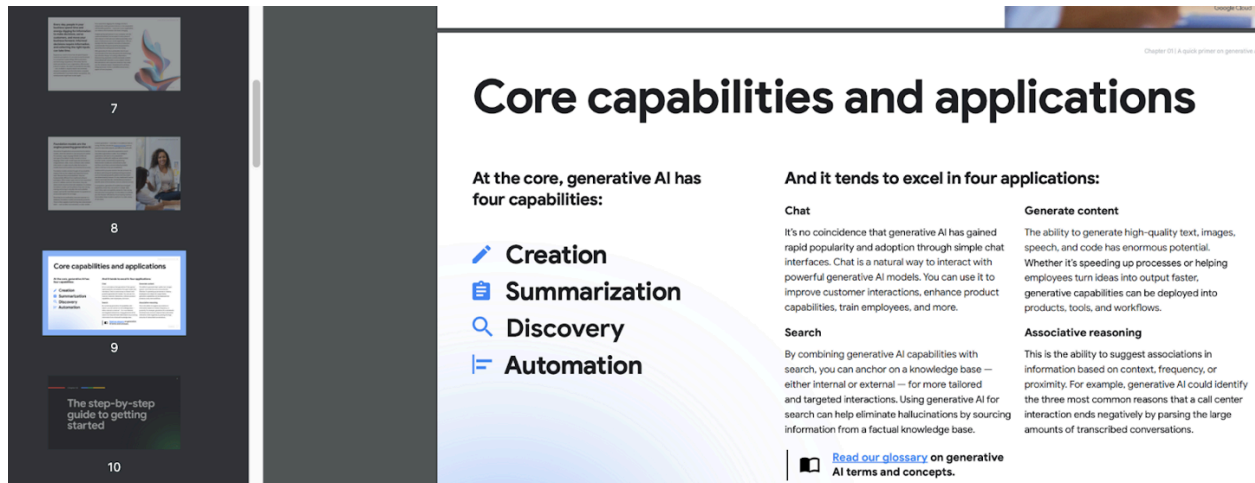 7
8
Core capabilities and applications
9
The step-by-step
guide to getting
started
10
Google Cloud
Chapter 01 | A quick primer on generative
Core capabilities and applications
At the core, generative AI has
four capabilities:
Creation
Summarization
Discovery
Automation
And it tends to excel in four applications:
Chat
It's no coincidence that generative AI has gained
rapid popularity and adoption through simple chat
interfaces. Chat is a natural way to interact with
powerful generative AI models. You can use it to
improve customer interactions, enhance product
capabilities, train employees, and more.
Search
By combining generative AI capabilities with
search, you can anchor on a knowledge base —
either internal or external — for more tailored
and targeted interactions. Using generative AI for
search can help eliminate hallucinations by sourcing
information from a factual knowledge base.
Generate content
The ability to generate high-quality text, images,
speech, and code has enormous potential.
Whether it's speeding up processes or helping
employees turn ideas into output faster,
generative capabilities can be deployed into
products, tools, and workflows.
Associative reasoning
This is the ability to suggest associations in
information based on context, frequency, or
proximity. For example, generative AI could identify
the three most common reasons that a call center
interaction ends negatively by parsing the large
amounts of transcribed conversations.
Read our glossary on generative
AI terms and concepts.